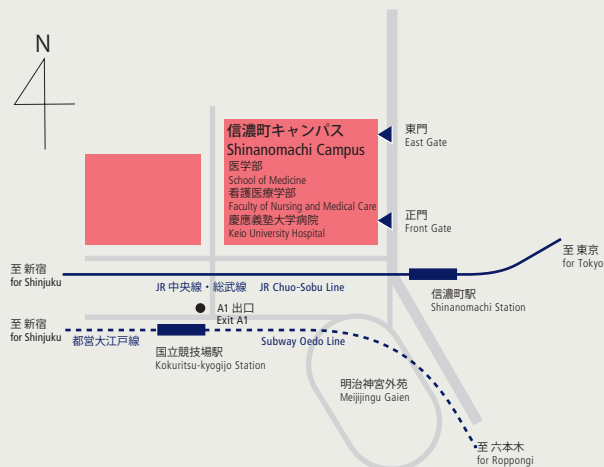 N
信濃町キャンパス
Shinanomachi Campus
医学部
School of Medicine
看護医療学部
Faculty of Nursing and Medical Care
慶應義塾大学病院
Keio University Hospital
東門
East Gate
正門
Front Gate
至 東京
for Tokyo
至 新宿
for Shinjuku
JR 中央線・総武線 JR Chuo-Sobu Line
信濃町駅
Shinanomachi Station
A1 出口
Exit A1
至 新宿
for Shinjuku
都営大江戸線
Subway Oedo Line
国立競技場駅
Kokuritsu-kyogijo Station
明治神宮外苑
Meijijingu Gaien
至 六本木
for Roppongi